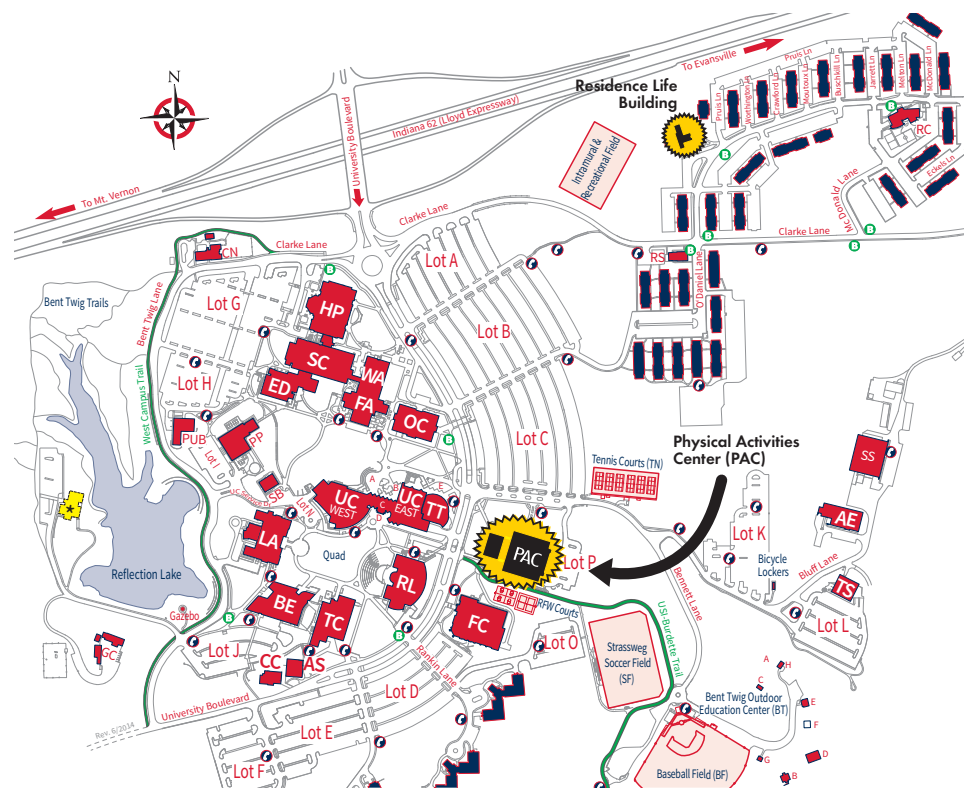 N
To Evansville
Pruis Ln
Residence Life
Building
Pruis Ln
Worthington Ln
Crawford Ln
Moutoux Ln
Buschkill Ln
Jarrett Ln
Melton Ln
McDonald Ln
B
RC
Eckels Ln
B
University Boulevard
Indiana 62 (Lloyd Expressway)
Intramural &
Recreational Field
To Mt. Vernon
Clarke Lane
McDonald Lane
B
B
B
Clarke Lane
Clarke Lane
CN
RS
B
O'Daniel Lane
Lot A
B
Bent Twig Trails
Bent Twig Lane
Lot G
HP
Lot B
SC
WA
Lot H
ED
FA
West Campus Trail
OC
B
Lot C
PUB
PP
Lot I
Physical Activities
Center (PAC)
Tennis Courts (TN)
SS
SB
Lot N
A
B
E
UC
WEST
C
UC
EAST
TT
D
AE
LA
Quad
PAC
Lot P
Lot K
Bicycle
Lockers
Bluff Lane
Reflection Lake
RL
Bennett Lane
TS
BE
TC
RFW Courts
Gazebo
B
B
FC
USI-Burdette Trail
Lot L
GC
Lot J
CC
AS
Rankin Lane
Lot O
Strassweg
Soccer Field
(SF)
A
H
C
University Boulevard
Lot D
Bent Twig Outdoor
Education Center (BT)
E
F
Rev. 6/2014
Lot E
Lot F
D
G
B
Baseball Field (BF)
B